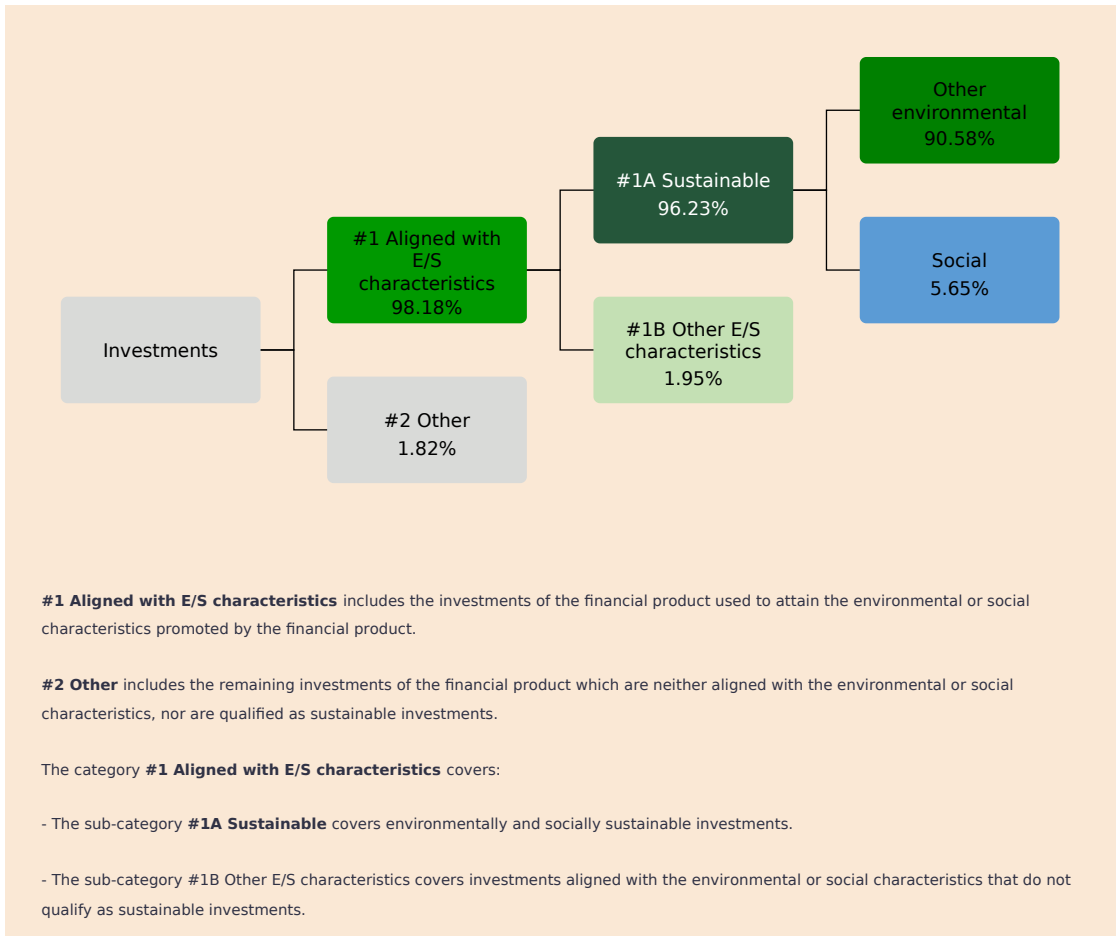 Other
environmental
90.58%
#1A Sustainable
96.23%
#1 Aligned with
E/S
characteristics
98.18%
Social
5.65%
Investments
#1B Other E/S
characteristics
1.95%
#2 Other
1.82%
#1 Aligned with E/S characteristics includes the investments of the financial product used to attain the environmental or social
characteristics promoted by the financial product.
#2 Other includes the remaining investments of the financial product which are neither aligned with the environmental or social
characteristics, nor are qualified as sustainable investments.
The category #1 Aligned with E/S characteristics covers:
- The sub-category #1A Sustainable covers environmentally and socially sustainable investments.
- The sub-category #1B Other E/S characteristics covers investments aligned with the environmental or social characteristics that do not
qualify as sustainable investments.